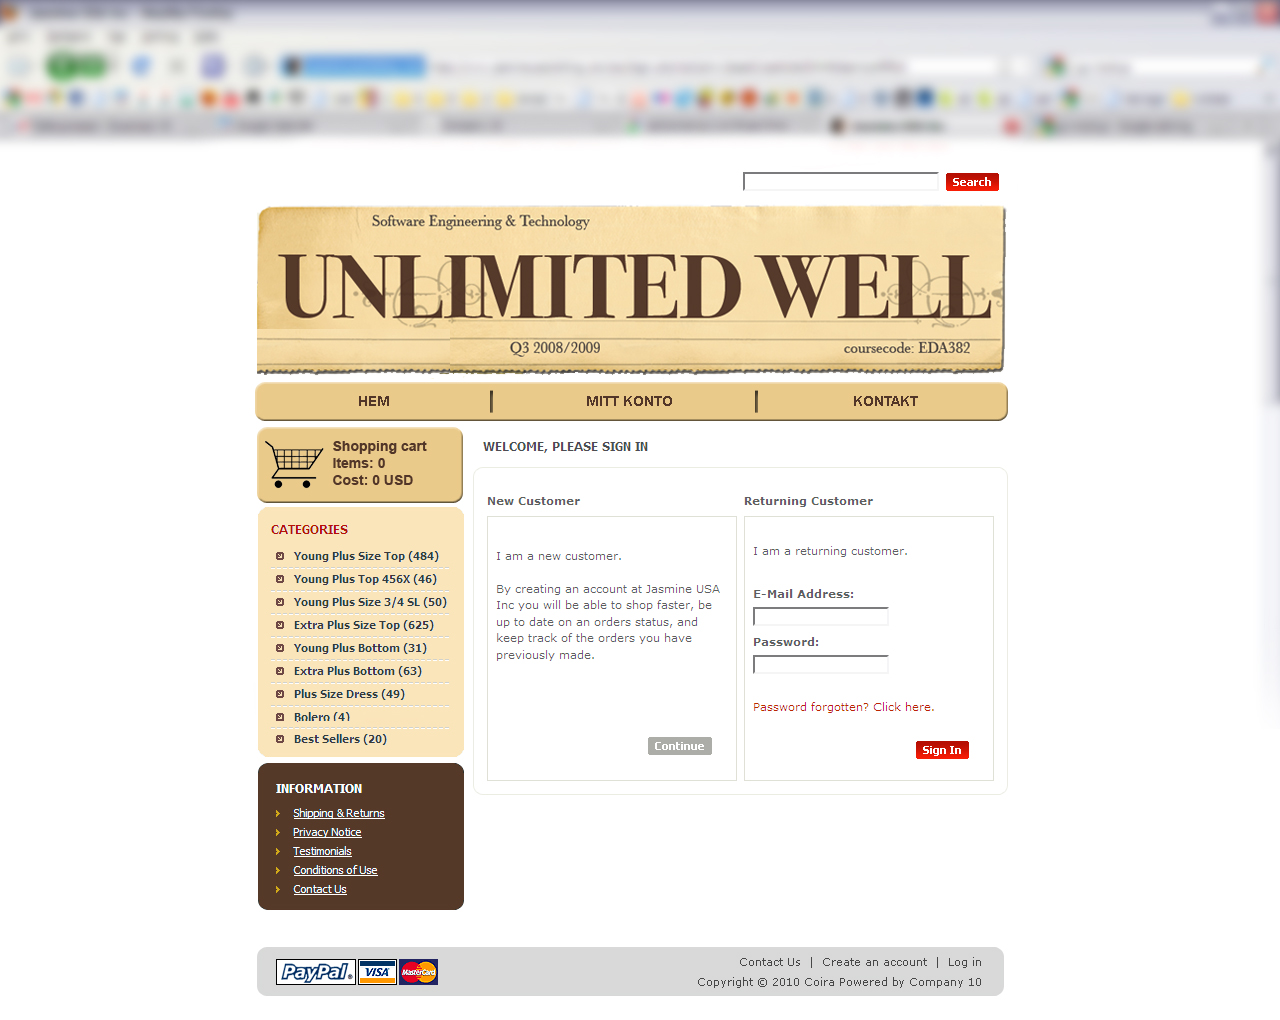 Search
Software Engineering & Technology
UNLIMITED WELL
Q3 2008/2009
coursecode: EDA382
HEM
MITT KONTO
KONTAKT
Shopping cart
Items: 0
Cost: 0 USD
CATEGORIES
Young Plus Size Top (484)
Young Plus Top 456X (46)
Young Plus Size 3/4 SL (50)
Extra Plus Size Top (625)
Young Plus Bottom (31)
Extra Plus Bottom (63)
Plus Size Dress (49)
Bolero (4)
Best Sellers (20)
INFORMATION
Shipping & Returns
Privacy Notice
Testimonials
Conditions of Use
Contact Us
WELCOME, PLEASE SIGN IN
New Customer
I am a new customer.
By creating an account at Jasmine USA
Inc you will be able to shop faster, be
up to date on an orders status, and
keep track of the orders you have
previously made.
Continue
Returning Customer
I am a returning customer.
E-Mail Address:
Password:
Password forgotten? Click here.
Sign In
PayPal
VISA
MasterCard
Contact Us | Create an account | Log in
Copyright © 2010 Coira Powered by Company 10